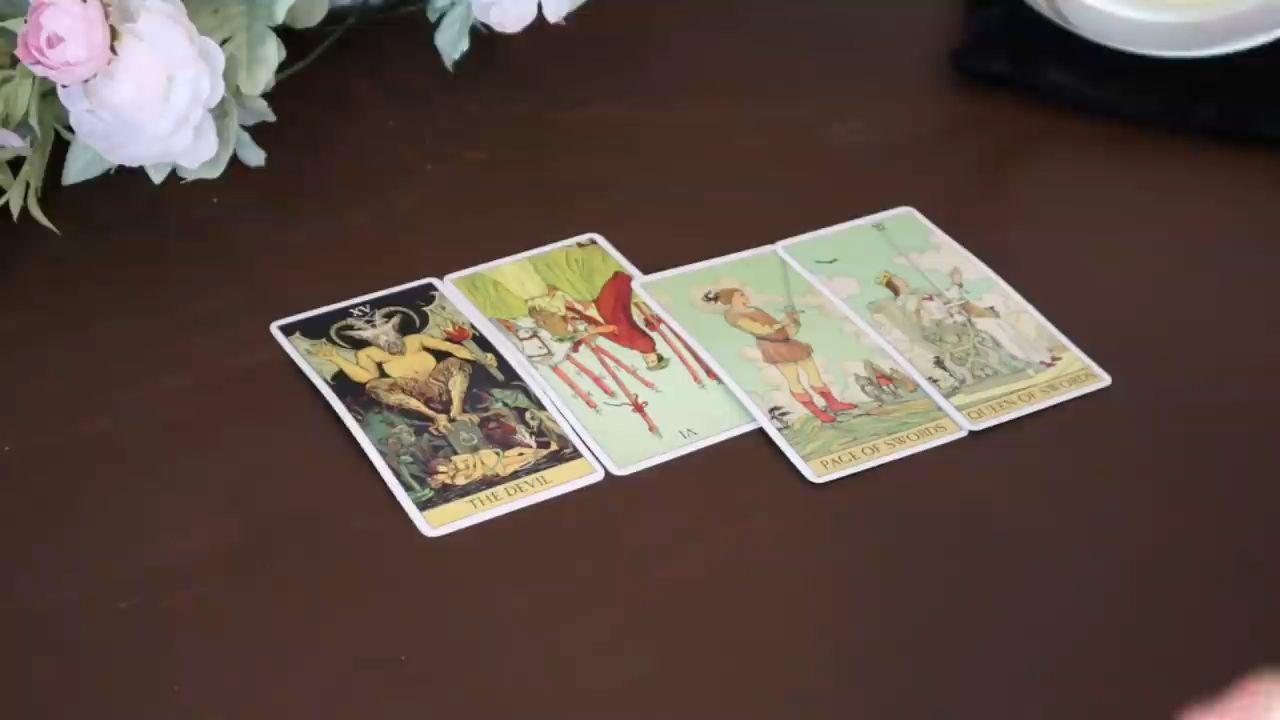 XV
THE DEVIL
VI
PAGE OF SWORDS
QUEEN OF SWORDS